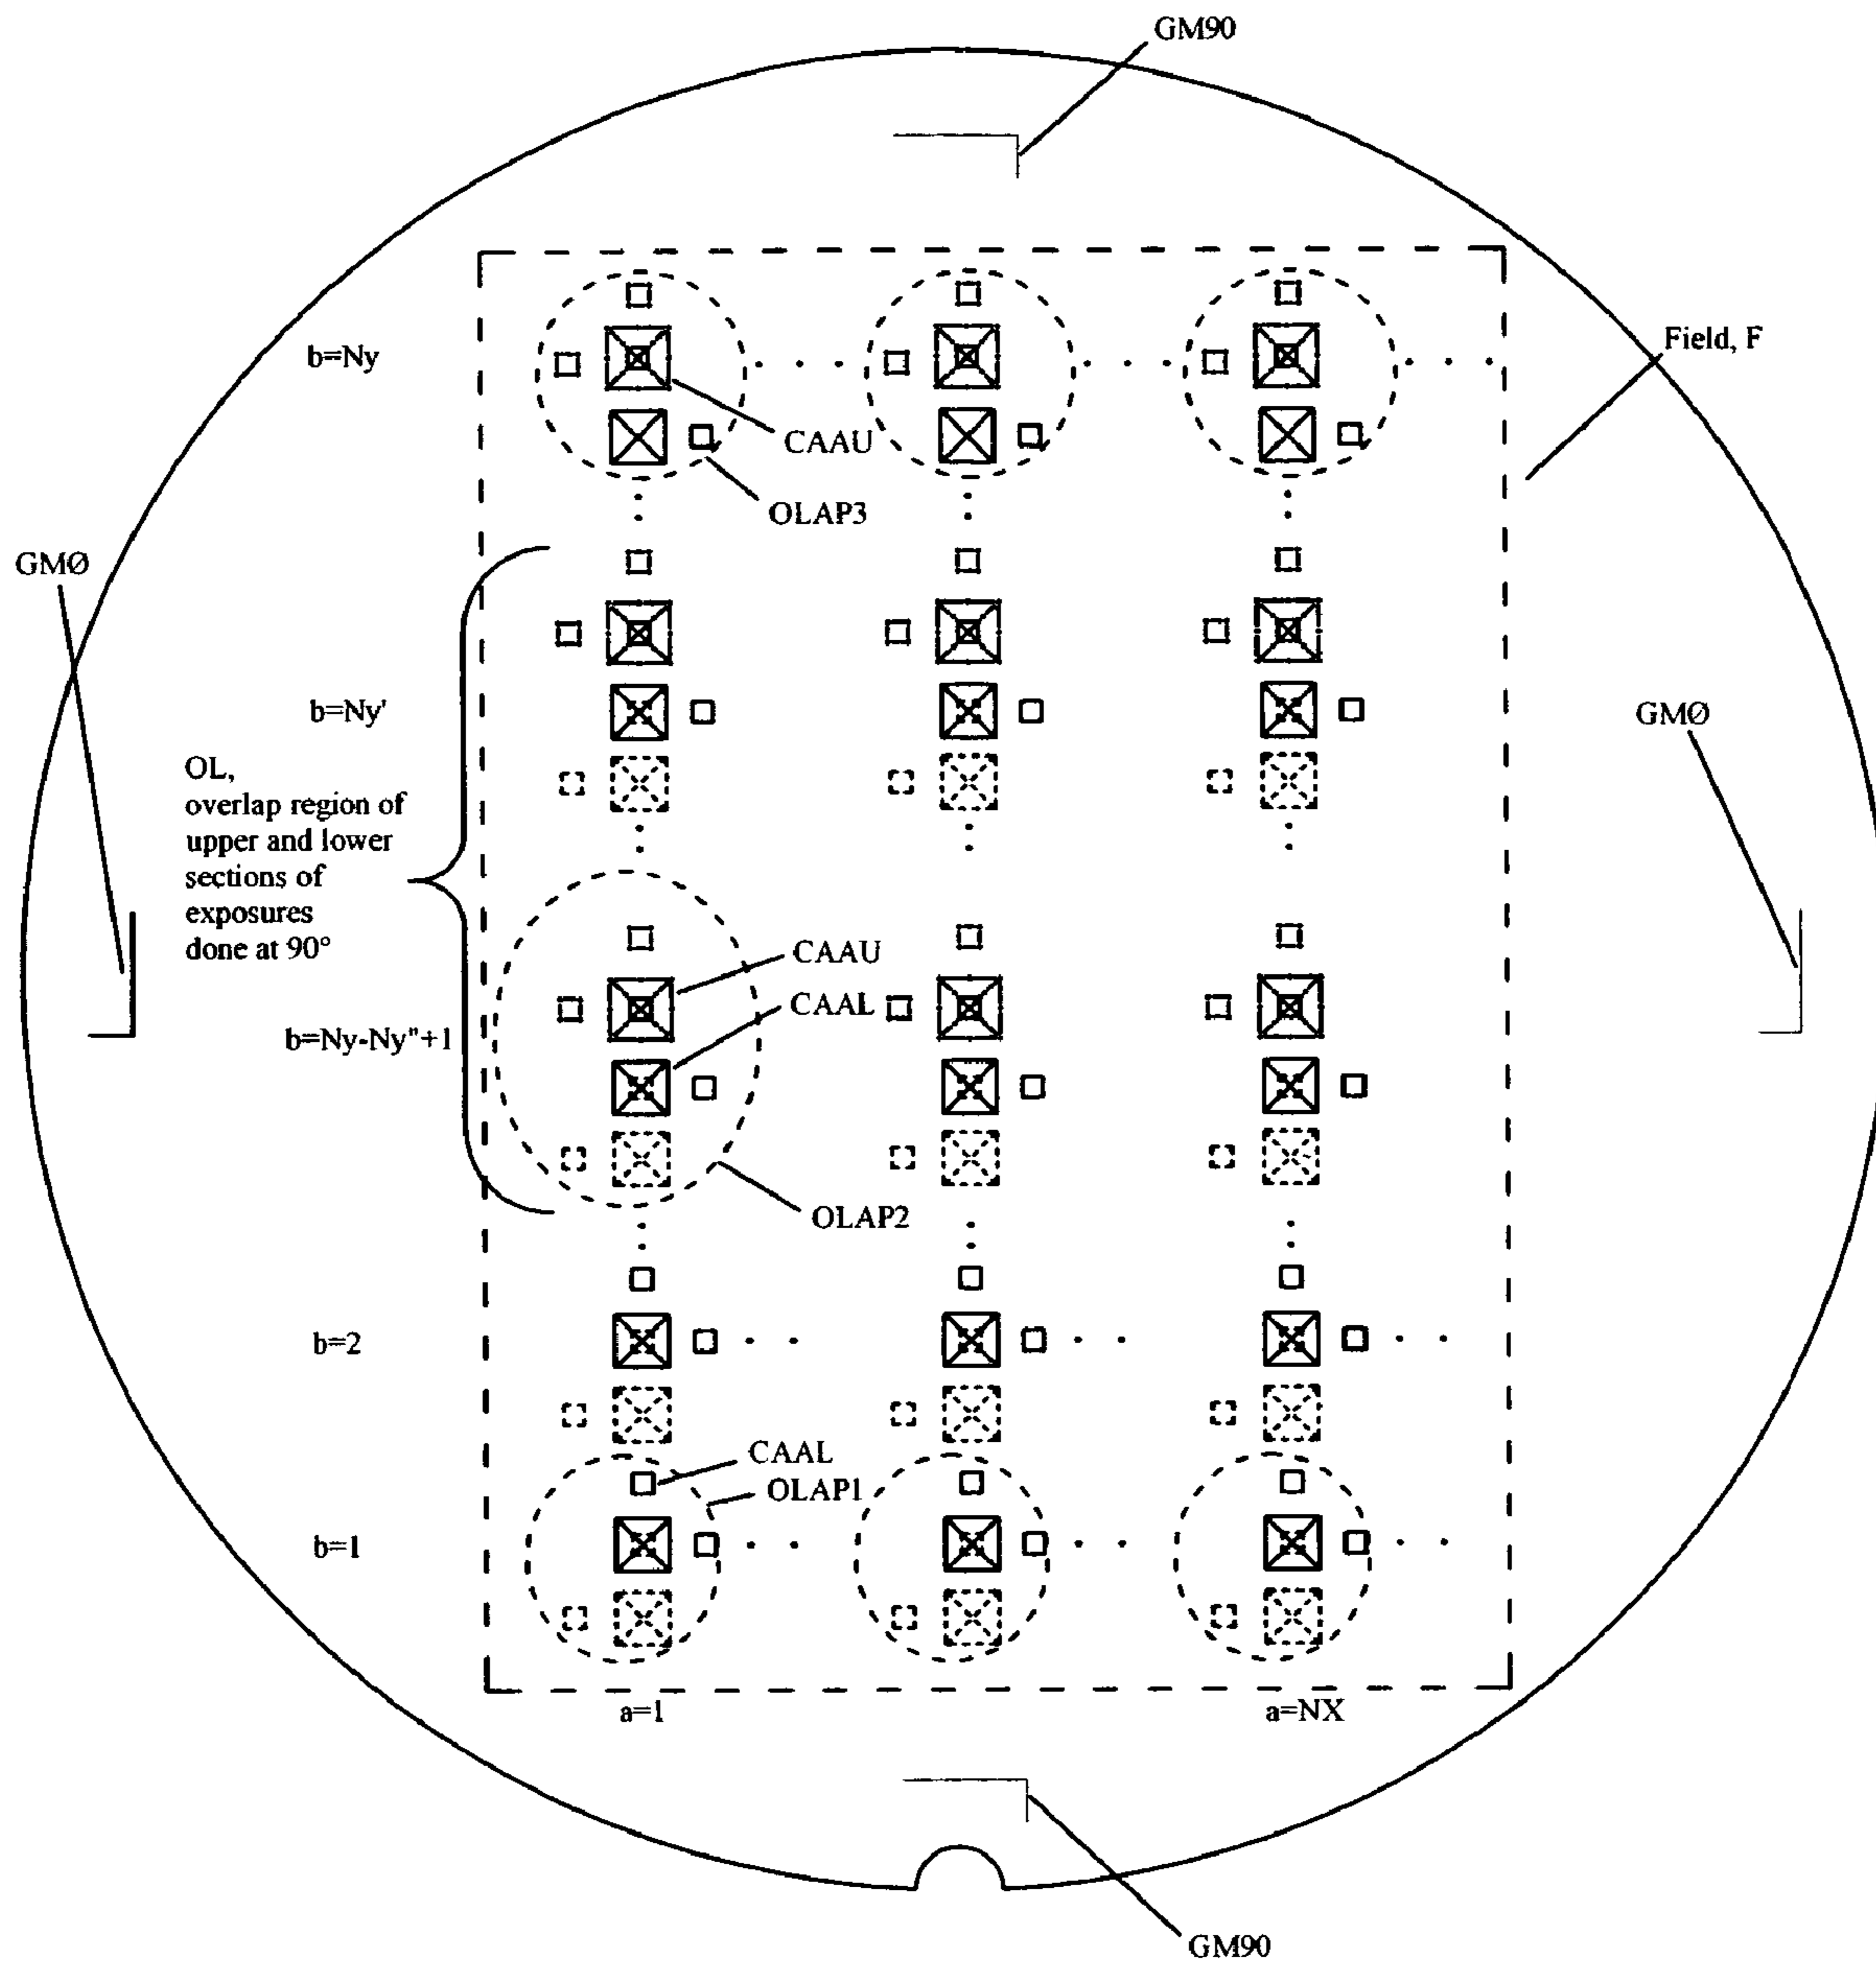 GM90
Field, F
b=Ny
CAAU
OLAP3
GMØ
b=Ny'
GMØ
OL,
overlap region of
upper and lower
sections of
exposures
done at 90°
CAAU
CAAL
b=Ny-Ny"+1
OLAP2
b=2
CAAL
OLAP1
b=1
a=1
a=NX
GM90